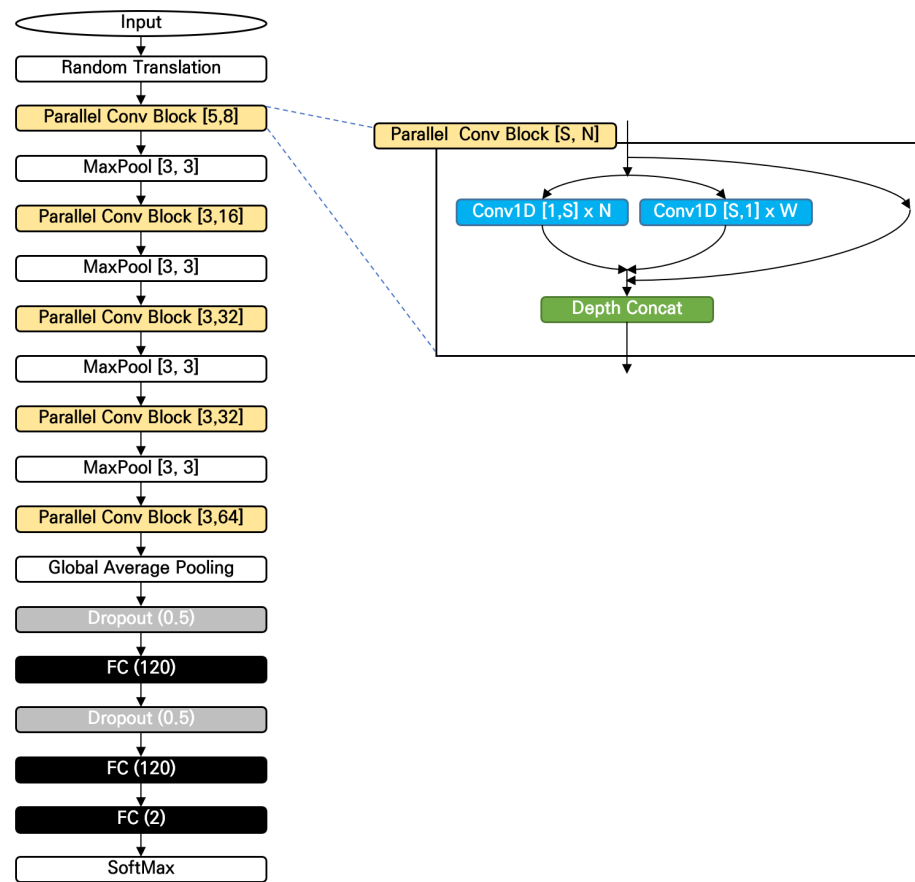 Input
Random Translation
Parallel Conv Block [5,8]
MaxPool [3, 3]
Parallel Conv Block [3,16]
MaxPool [3, 3]
Parallel Conv Block [3,32]
MaxPool [3, 3]
Parallel Conv Block [3,32]
MaxPool [3, 3]
Parallel Conv Block [3,64]
Global Average Pooling
Dropout (0.5)
FC (120)
Dropout (0.5)
FC (120)
FC (2)
SoftMax
Parallel Conv Block [S, N]
Conv1D [1,S] x N
Conv1D [S,1] x W
Depth Concat